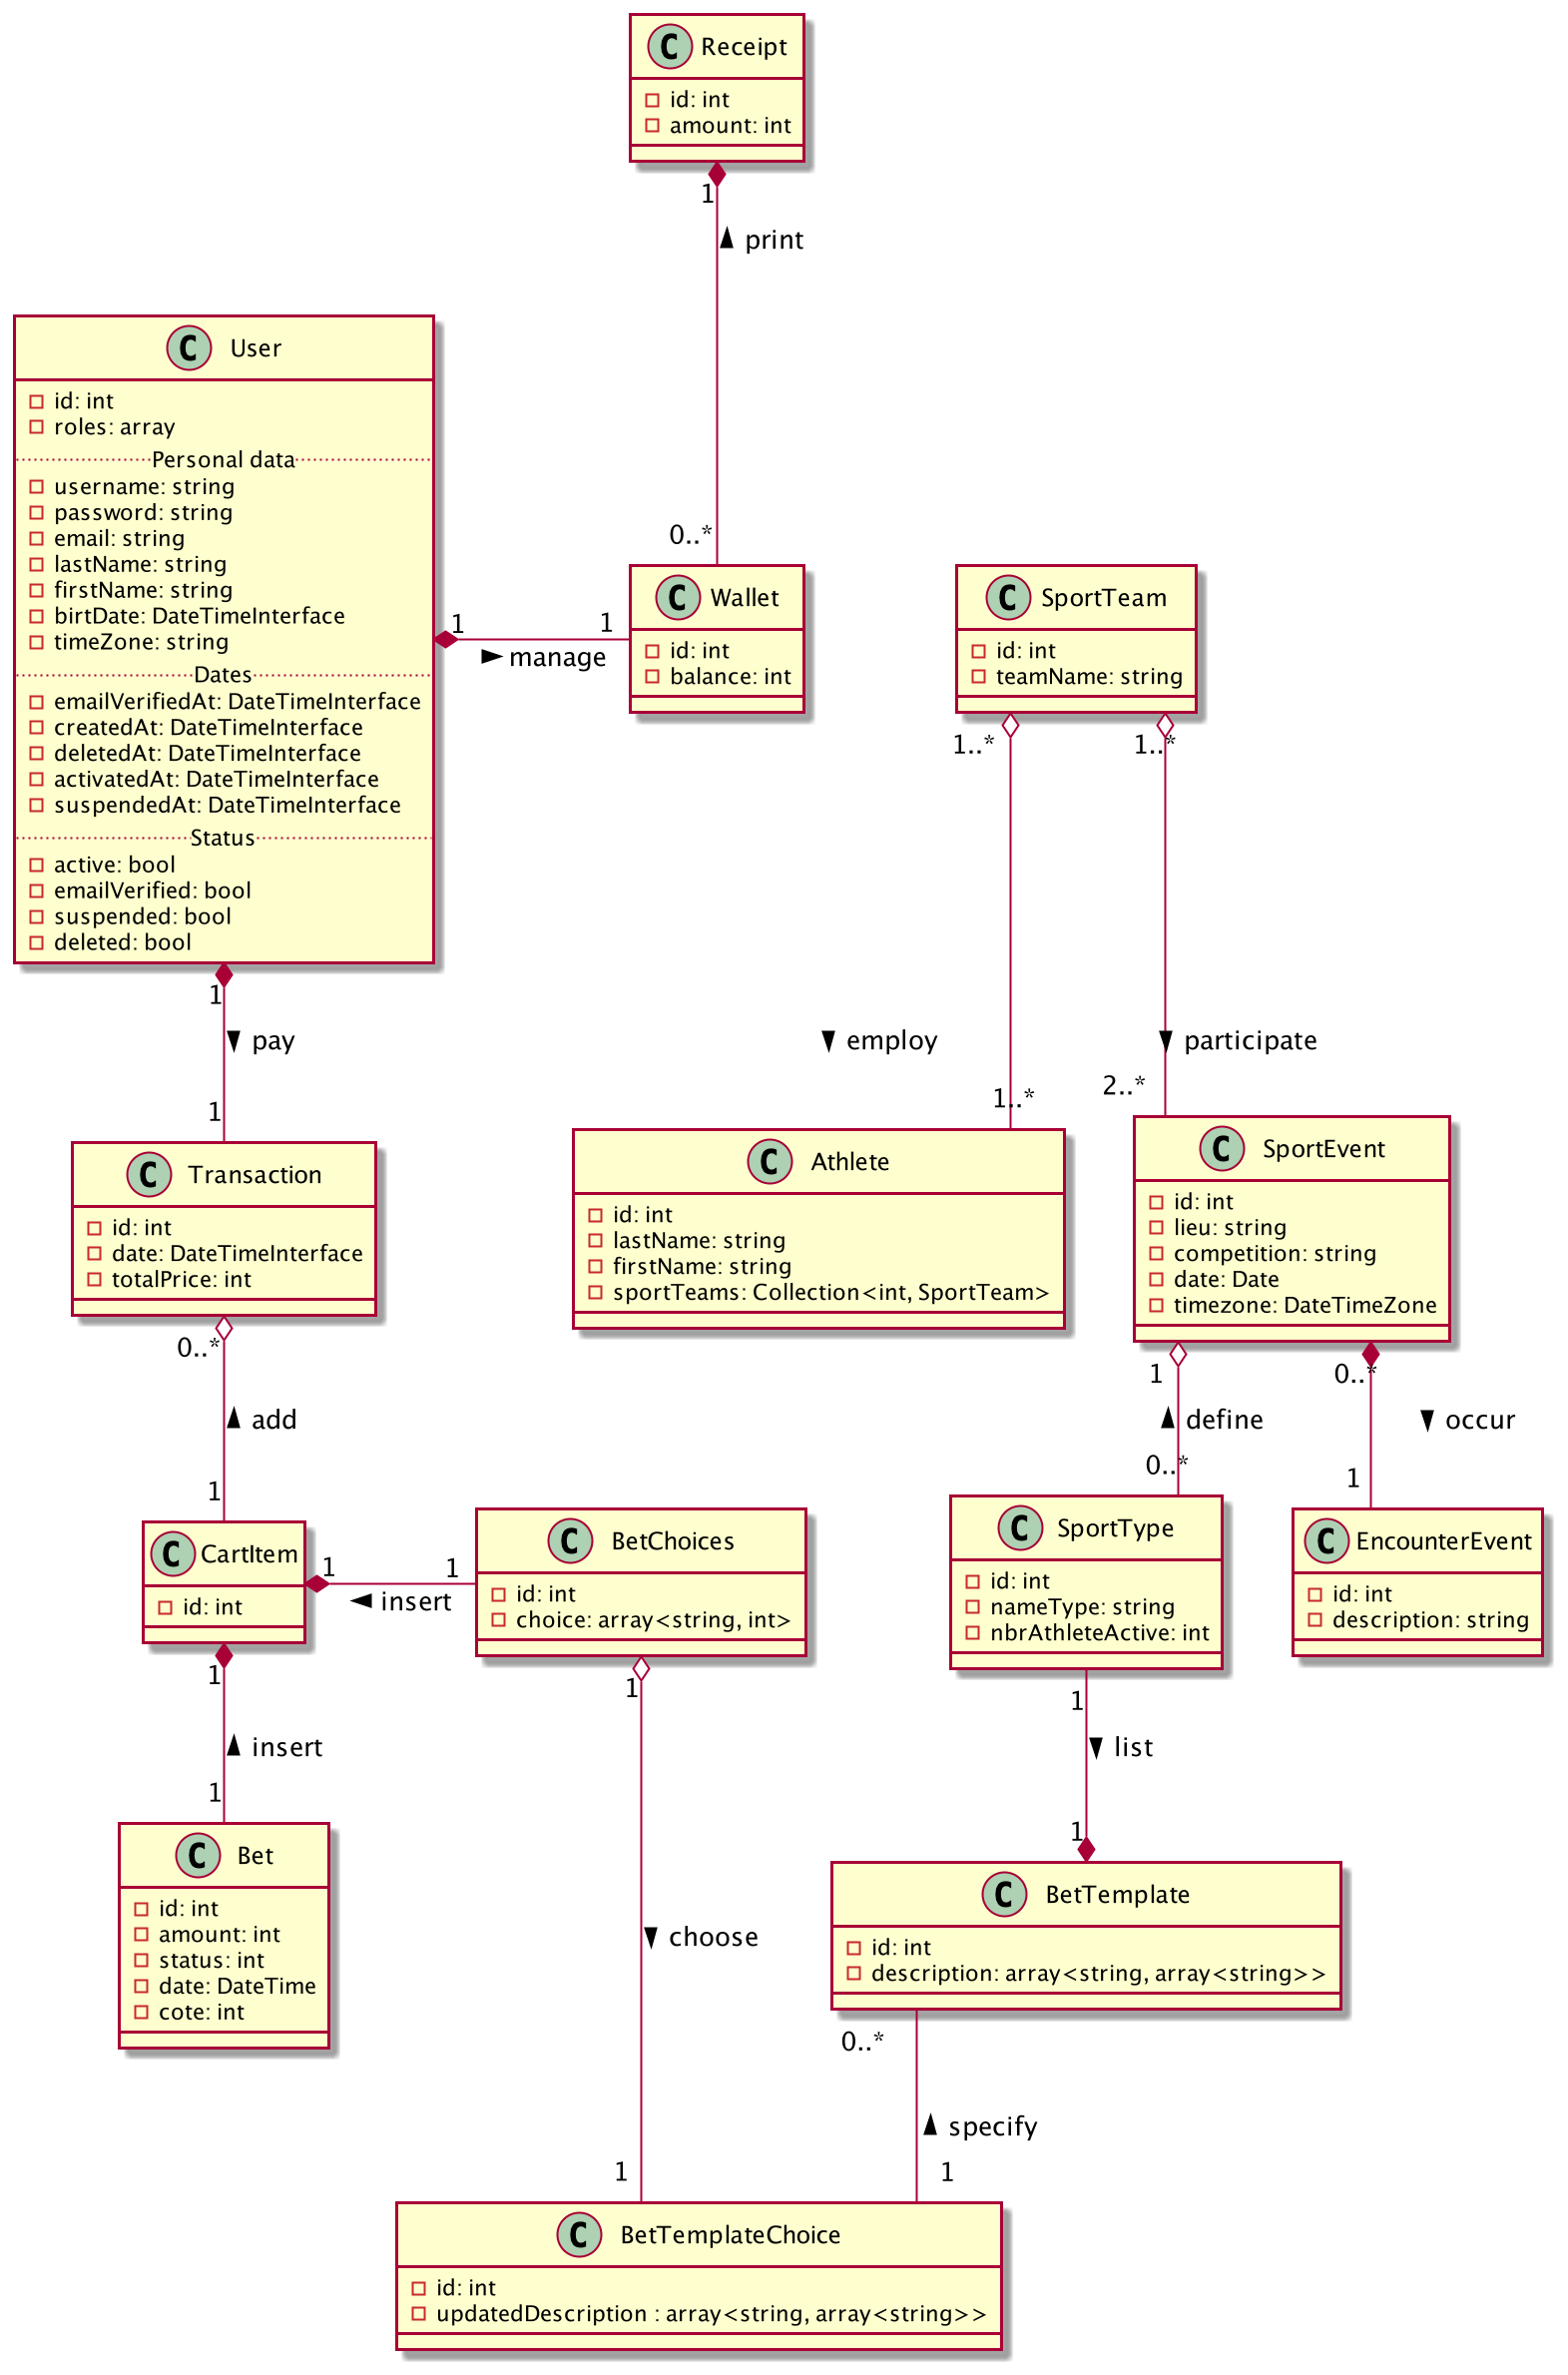 C Receipt
id: int
amount: int
1
print
C User
id: int
roles: array
Personal data
username: string
password: string
email: string
lastName: string
firstName: string
birtDate: DateTimeInterface
timeZone: string
Dates
emailVerifiedAt: DateTimeInterface
createdAt: DateTimeInterface
deletedAt: DateTimeInterface
activatedAt: DateTimeInterface
suspendedAt: DateTimeInterface
Status
active: bool
emailVerified: bool
suspended: bool
deleted: bool
0..*
1
1
manage
C Wallet
id: int
balance: int
C SportTeam
id: int
teamName: string
1..*
1..*
1
pay
1
employ
1..*
participate
2..*
C Transaction
id: int
date: DateTimeInterface
totalPrice: int
C Athlete
id: int
lastName: string
firstName: string
sportTeams: Collection<int, SportTeam>
C SportEvent
id: int
lieu: string
competition: string
date: Date
timezone: DateTimeZone
0..*
add
1
1
define
0..*
0..*
occur
1
C CartItem
id: int
1
1
insert
C BetChoices
id: int
choice: array<string, int>
C SportType
id: int
nameType: string
nbrAthleteActive: int
C EncounterEvent
id: int
description: string
1
insert
1
1
choose
1
1
list
1
C Bet
id: int
amount: int
status: int
date: DateTime
cote: int
C BetTemplate
id: int
description: array<string, array<string>>
0..*
specify
1
C BetTemplateChoice
id: int
updatedDescription : array<string, array<string>>